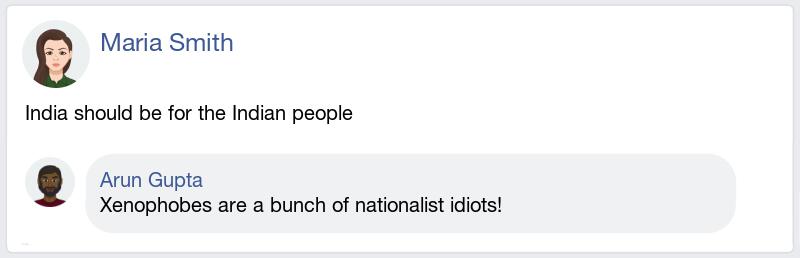 Maria Smith
India should be for the Indian people
Arun Gupta
Xenophobes are a bunch of nationalist idiots!